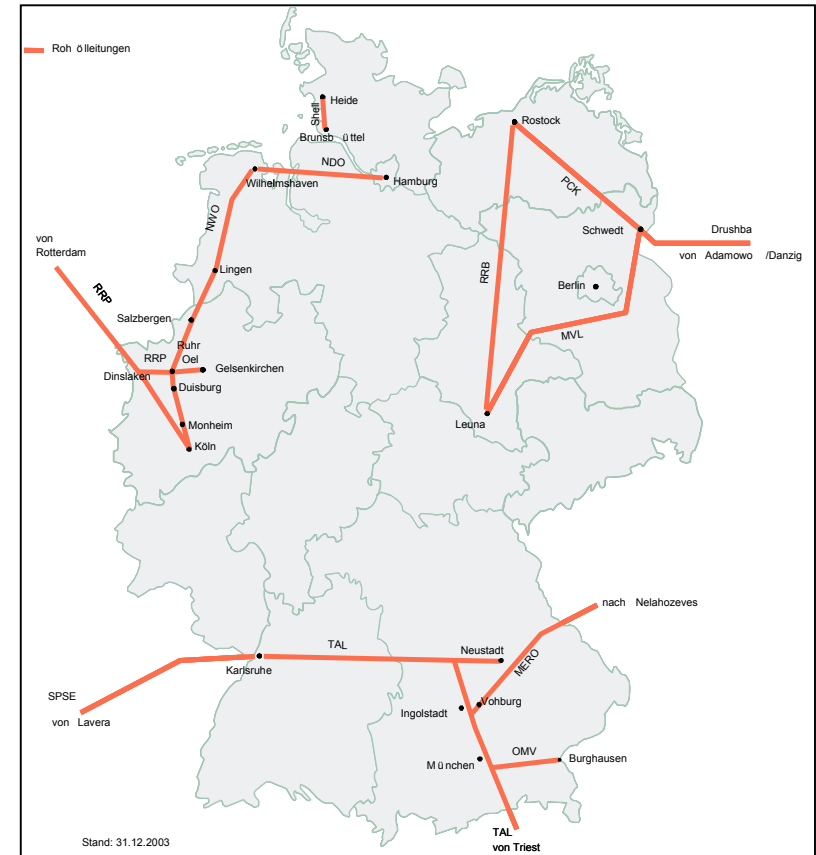 Roh ölleitungen
Heide
Shell
Brunsb üttel
NDO
Wilhelmshaven
Hamburg
Rostock
PCK
Schwedt
Drushba
von Adamowo /Danzig
NWO
von
Rotterdam
RRP
Lingen
RRB
Berlin
Salzbergen
MVL
Ruhr
RRP Oel
Gelsenkirchen
Dinslaken
Duisburg
Leuna
Monheim
Köln
nach Nelahozeves
TAL
Neustadt
MERO
Karlsruhe
SPSE
von Lavera
Vohburg
Ingolstadt
OMV
Burghausen
M ü nchen
TAL
von Triest
Stand: 31.12.2003